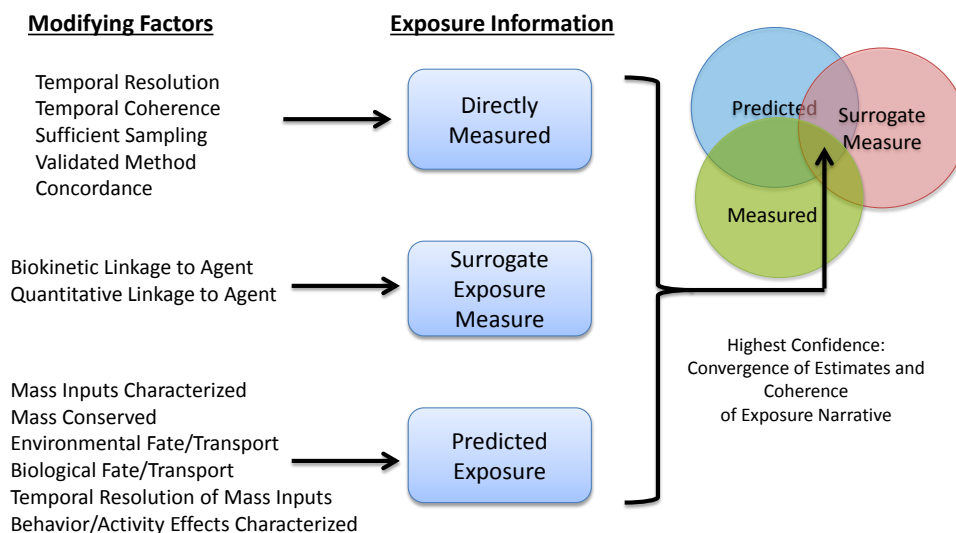 Modifying Factors
Exposure Information
Temporal Resolution
Temporal Coherence
Sufficient Sampling
Validated Method
Concordance
Directly
Measured
Biokinetic Linkage to Agent
Quantitative Linkage to Agent
Surrogate
Exposure
Measure
Mass Inputs Characterized
Mass Conserved
Environmental Fate/Transport
Biological Fate/Transport
Temporal Resolution of Mass Inputs
Behavior/Activity Effects Characterized
Predicted
Exposure
Predicted
Surrogate
Measure
Measured
Highest Confidence:
Convergence of Estimates and
Coherence
of Exposure Narrative